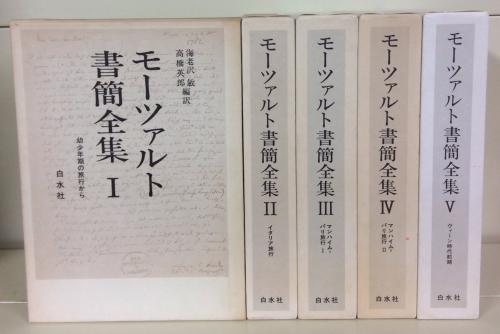 海老沢 敏
高橋英郎 編訳
モーツァルト
書簡全集 I
幼少年期の旅行から
白水社
モーツァルト書簡全集 II
イタリア旅行
白水社
モーツァルト書簡全集 III
マンハイム・
パリ旅行 I
白水社
モーツァルト書簡全集 IV
マンハイム・
パリ旅行 II
白水社
モーツァルト書簡全集 V
ウィーン時代前期
白水社